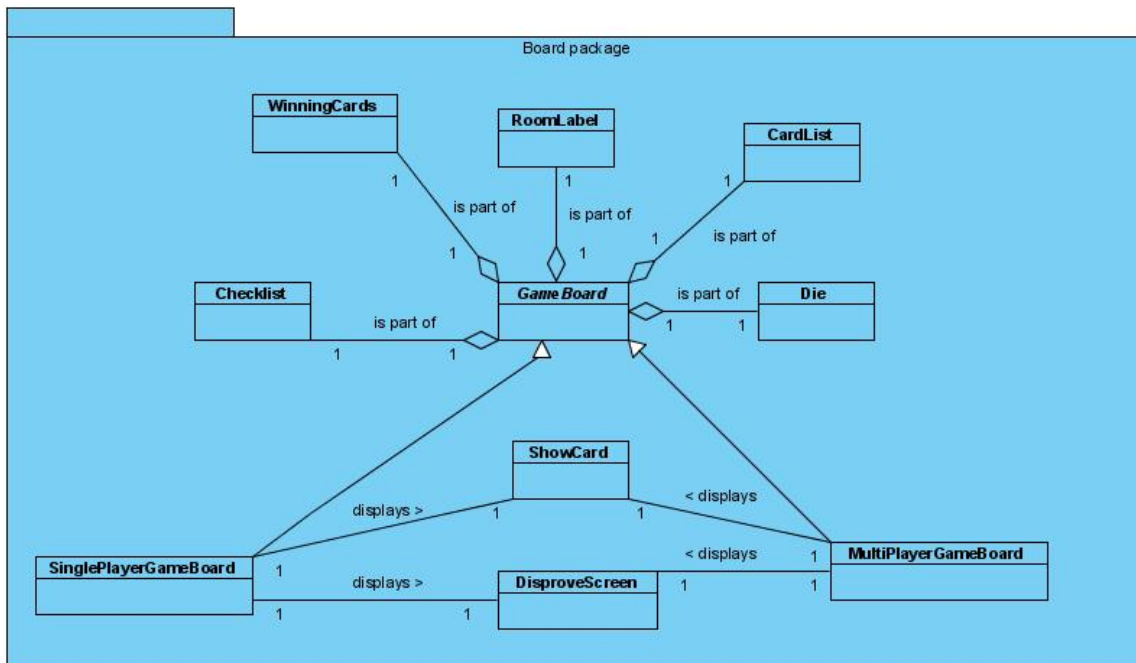 Board package
WinningCards
RoomLabel
CardList
1
1
1
is part of
is part of
is part of
1
1
1
Checklist
GameBoard
is part of
Die
is part of
1
1
1
1
ShowCard
displays >
1
1
< displays
SinglePlayerGameBoard
1
displays >
DisproveScreen
< displays
1
MultiPlayerGameBoard
1
1
1
1